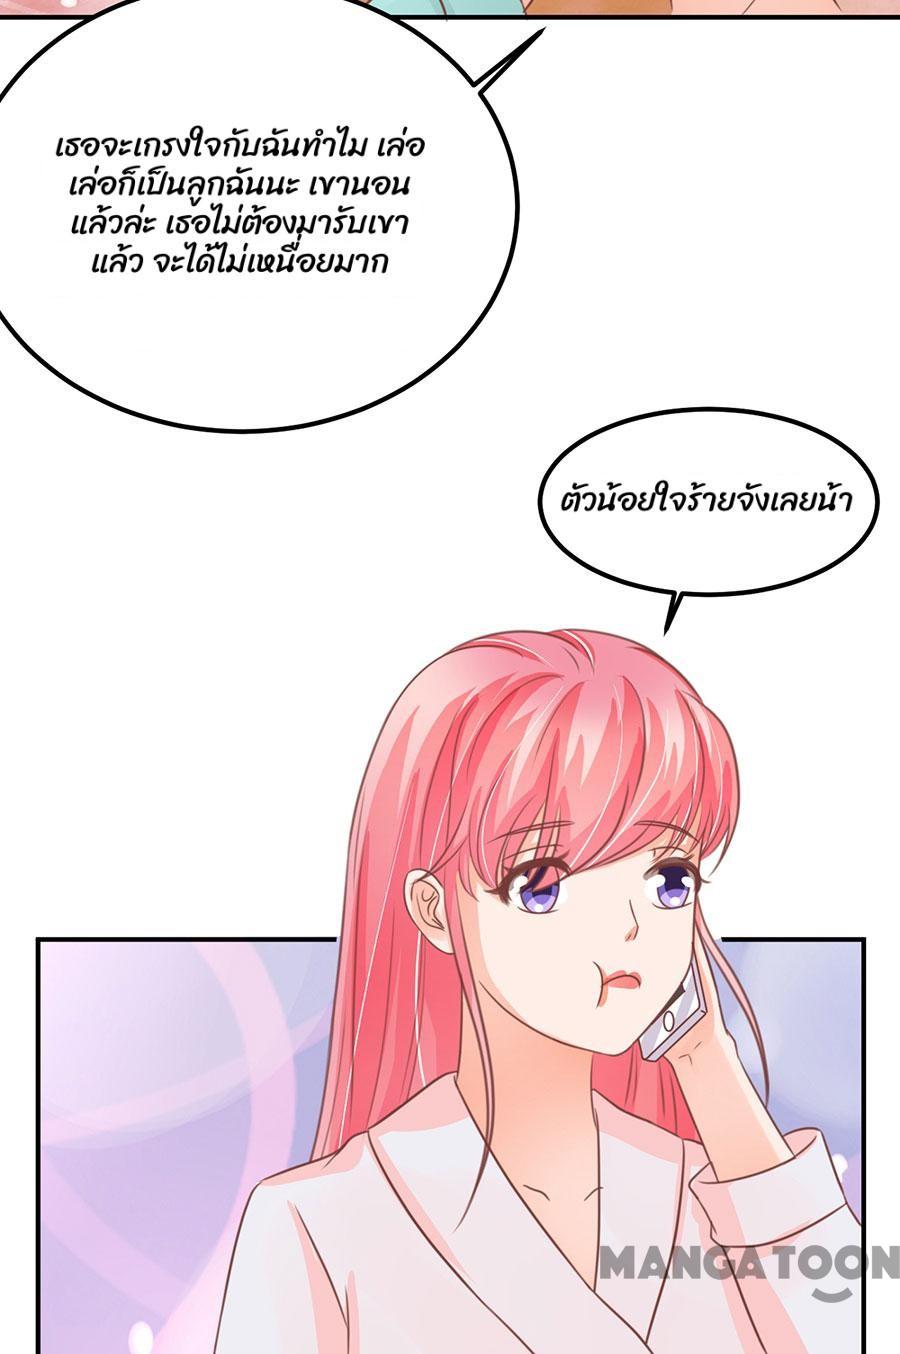 เธอจะเกรงใจกับฉันทำไม เล่อ
เล่อก็เป็นลูกฉันนะ เขานอน
แล้วล่ะ เธอไม่ต้องมารับเขา
แล้ว จะได้ไม่เหนื่อยมาก
ตัวน้อยใจร้ายจังเลยน้า
MANGATOON